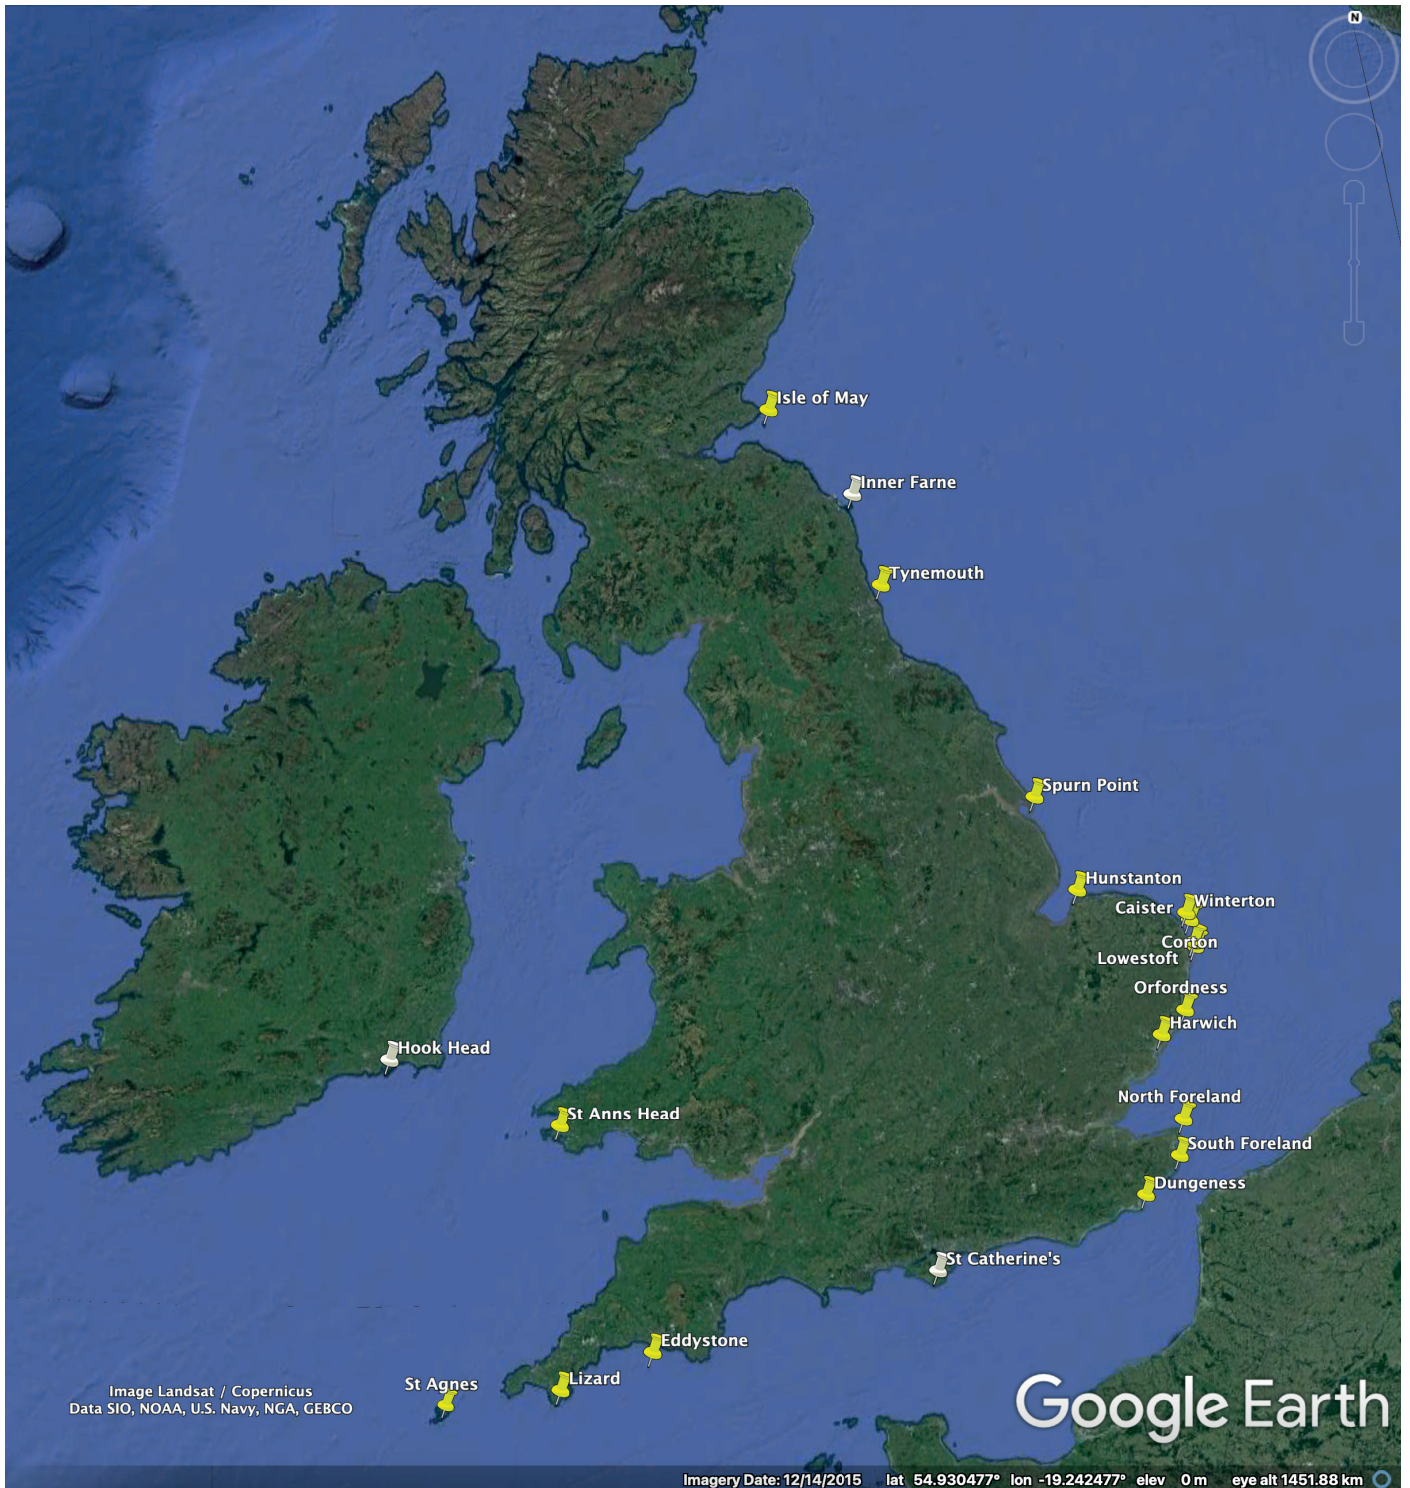 N
Isle of May
Inner Farne
Tynemouth
Spurn Point
Hunstanton
Winterton
Caister
Corton
Lowestoft
Orfordness
Harwich
Hook Head
North Foreland
St Anns Head
South Foreland
Dungeness
St Catherine's
Eddystone
Lizard
St Agnes
Image Landsat / Copernicus
Data SIO, NOAA, U.S. Navy, NGA, GEBCO
Google Earth
Imagery Date: 12/14/2015 lat 54.930477° lon -19.242477° elev 0 m eye alt 1451.88 km